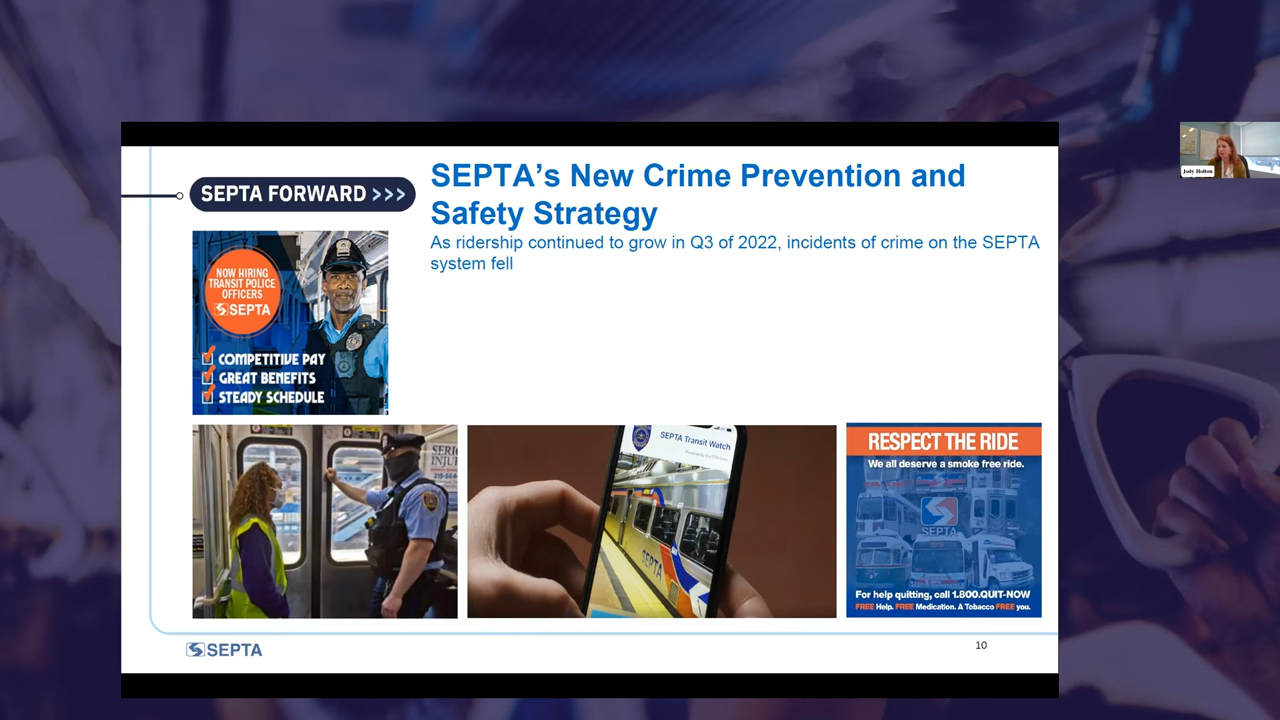 SEPTA FORWARD >>>
SEPTA's New Crime Prevention and
Safety Strategy
As ridership continued to grow in Q3 of 2022, incidents of crime on the SEPTA
system fell
NOW HIRING
TRANSIT POLICE
OFFICERS
SEPTA
COMPETITIVE PAY
GREAT BENEFITS
STEADY SCHEDULE
SEPTA Transit Watch
SEPTA
RESPECT THE RIDE
We all deserve a smoke free ride.
SEPTA
For help quitting, call 1.800.QUIT-NOW
FREE Help. FREE Medication. A Tobacco FREE you.
SEPTA
10
Jody Holton